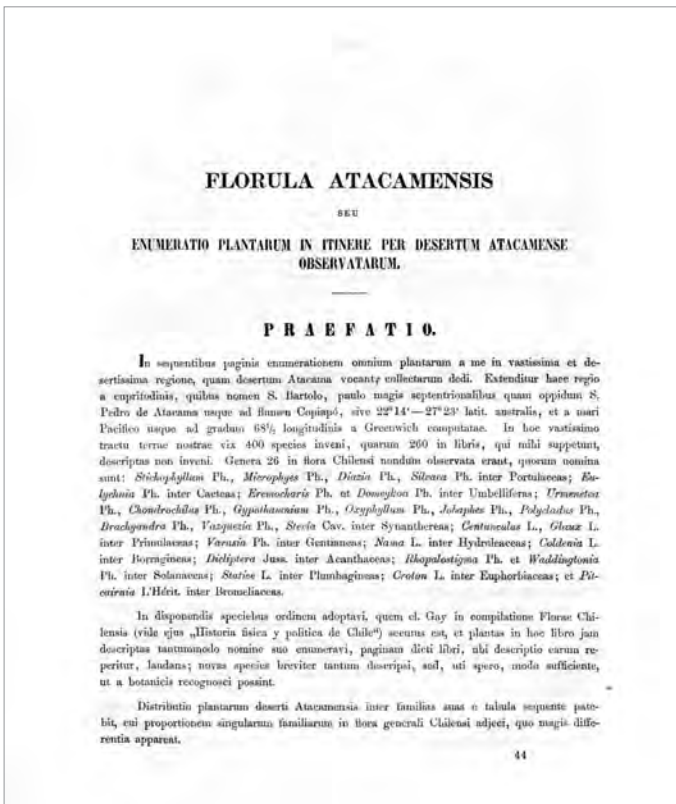 FLORULA ATACAMENSIS
SEU
ENUMERATIO PLANTARUM IN ITINERE PER DESERTUM ATACAMENSE
OBSERVATARUM.
PRAEFATIO.
In sequentibus paginis enumerationem omnium plantarum a me in vastissima et de-
sertissima regione, quam desertum Atacama vocant, collectarum dedi. Extenditur haec regio
a cuprifodinis, quibus nomen S. Bartolo, paulo magis septentrionalibus quam oppidum S.
Pedro de Atacama usque ad flumen Copiapó, sive 22°14'—27°23' latit. australis, et a mari
Pacifico usque ad gradum 68½ longitudinis a Greenwich computatae. In hoc vastissimo
tractu terrae nostrae vix 400 species inveni, quarum 260 in libris, qui mihi suppetunt,
descriptas non inveni. Genera 26 in flora Chilensi nondum observata erant, quorum nomina
sunt: Stichophyllum Ph., Microphyes Ph., Diazia Ph., Silvaea Ph. inter Portulaceas; Eu-
lychnia Ph. inter Cacteas; Eremocharis Ph. et Domeykoa Ph. inter Umbelliferas; Urmenetea
Ph., Chondrochilus Ph., Gypothamnium Ph., Oxyphyllum Ph., Jobaphes Ph., Polycladus Ph.,
Brachyandra Ph., Vazquezia Ph., Stevia Cav. inter Synanthereas; Centunculus L., Glaux L.
inter Primulaceas; Varasia Ph. inter Gentianeas; Nama L. inter Hydroleaceas; Coldenia L.
inter Borragineas; Dicliptera Juss. inter Acanthaceas; Rhopalostigma Ph. et Waddingtonia
Ph. inter Solanaceas; Statice L. inter Plumbagineas; Croton L. inter Euphorbiaceas; et Pit-
cairnia L'Hérit. inter Bromeliaceas.
In disponendis speciebus ordinem adoptavi, quem cl. Gay in compilatione Florae Chi-
lensis (vide ejus „Historia fisica y politica de Chile“) secutus est, et plantas in hoc libro jam
descriptas tantummodo nomine suo enumeravi, paginam dicti libri, ubi descriptio earum re-
peritur, laudans; novas species breviter tantum descripsi, sed, uti spero, modo sufficiente,
ut a botanicis recognosci possint.
Distributio plantarum deserti Atacamensis inter familias suas e tabula sequente pate-
bit, cui proportionem singularum familiarum in flora generali Chilensi adjeci, quo magis diffe-
rentia appareat.
44